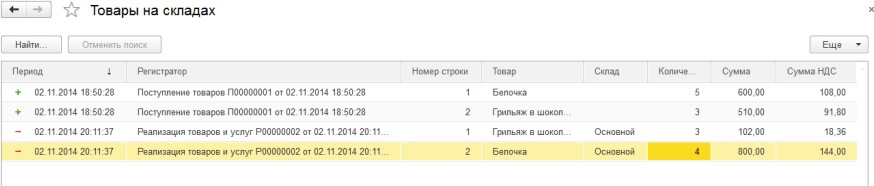 Товары на складах
Найти... Отменить поиск Еще
Период Регистратор Номер строки Товар Склад Количе... Сумма Сумма НДС
02.11.2014 18:50:28 Поступление товаров П00000001 от 02.11.2014 18:50:28 1 Белочка 5 600,00 108,00
02.11.2014 18:50:28 Поступление товаров П00000001 от 02.11.2014 18:50:28 2 Грильяж в шокол... 3 510,00 91,80
02.11.2014 20:11:37 Реализация товаров и услуг Р00000002 от 02.11.2014 20:11... 1 Грильяж в шокол... Основной 3 102,00 18,36
02.11.2014 20:11:37 Реализация товаров и услуг Р00000002 от 02.11.2014 20:11... 2 Белочка Основной 4 800,00 144,00